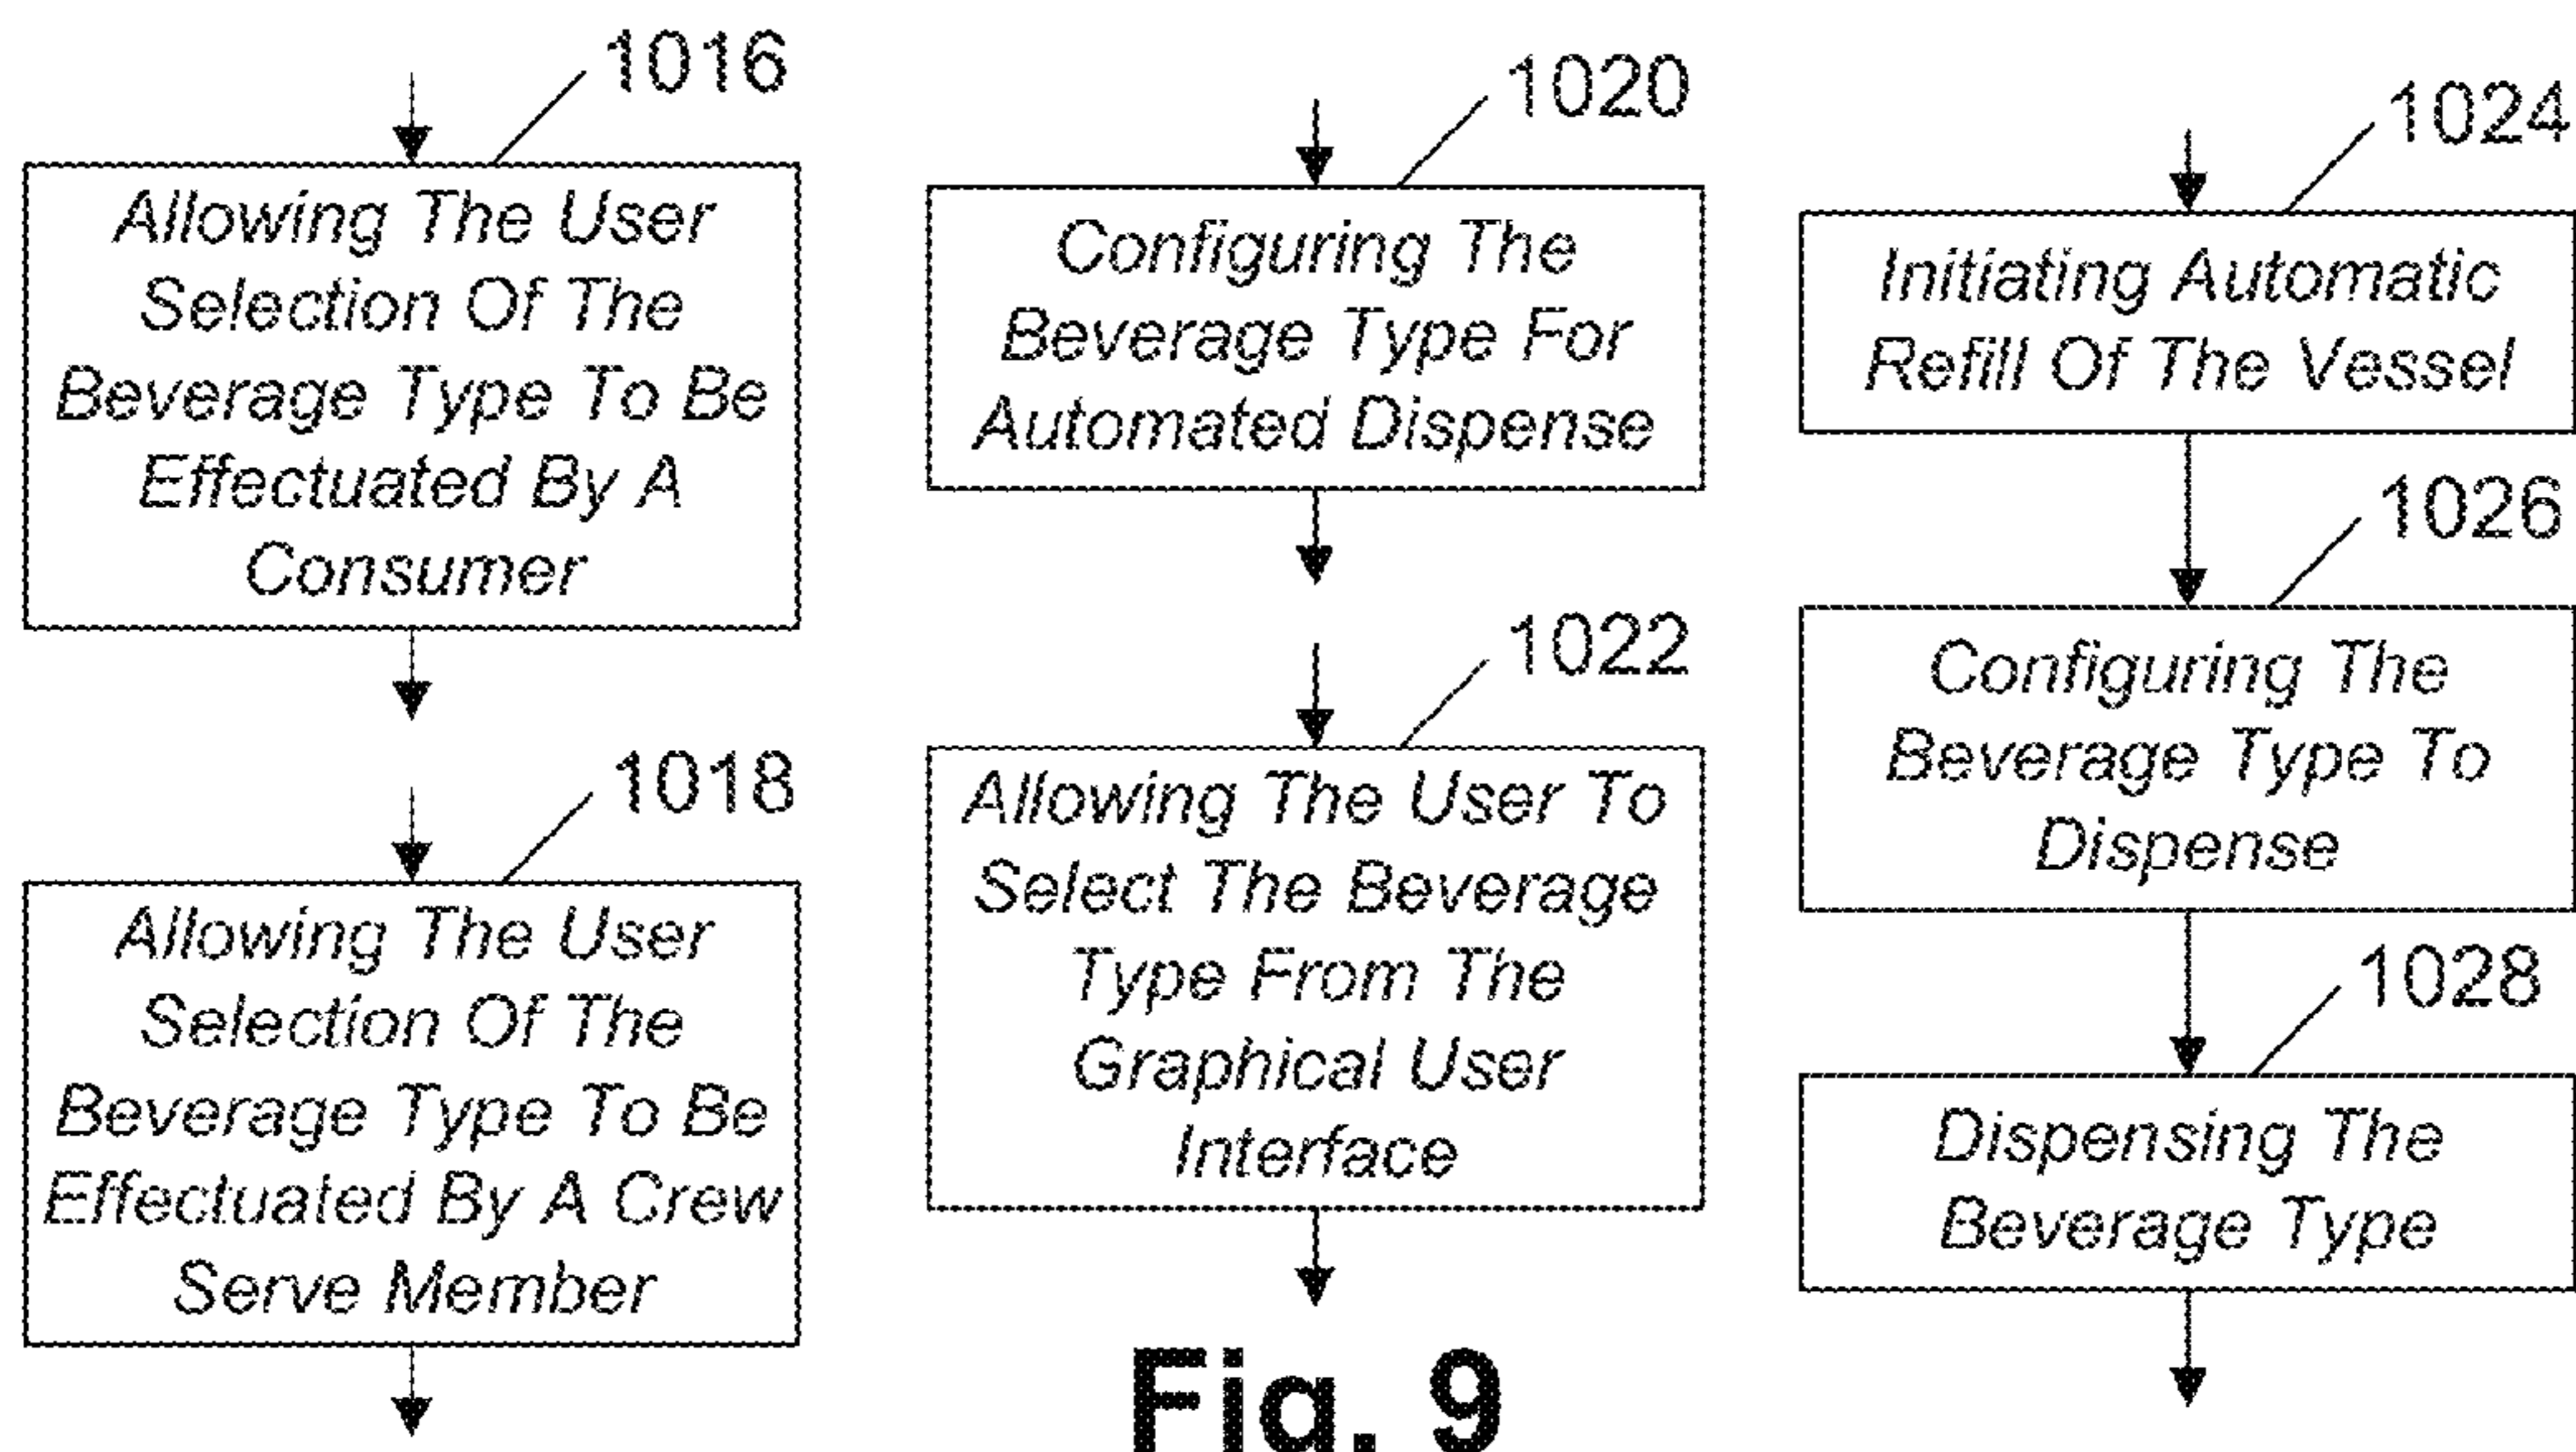 1016
Allowing The User
Selection Of The
Beverage Type To Be
Effectuated By A
Consumer
1018
Allowing The User
Selection Of The
Beverage Type To Be
Effectuated By A Crew
Serve Member
1020
Configuring The
Beverage Type For
Automated Dispense
1022
Allowing The User To
Select The Beverage
Type From The
Graphical User
Interface
1024
Initiating Automatic
Refill Of The Vessel
1026
Configuring The
Beverage Type To
Dispense
1028
Dispensing The
Beverage Type
Fig. 9